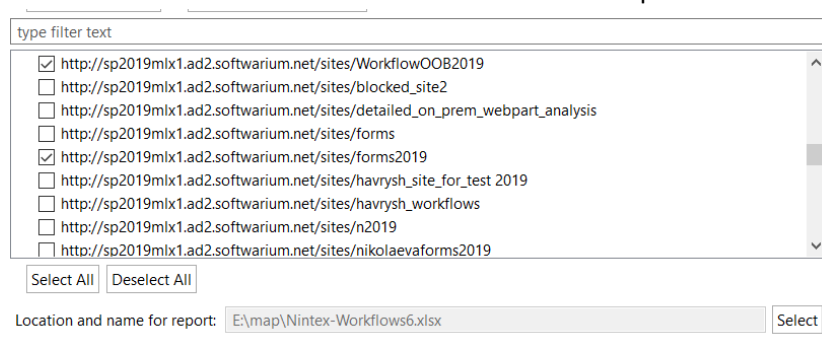 type filter text
http://sp2019mlx1.ad2.softwarium.net/sites/WorkflowOOB2019
http://sp2019mlx1.ad2.softwarium.net/sites/blocked_site2
http://sp2019mlx1.ad2.softwarium.net/sites/detailed_on_prem_webpart_analysis
http://sp2019mlx1.ad2.softwarium.net/sites/forms
http://sp2019mlx1.ad2.softwarium.net/sites/forms2019
http://sp2019mlx1.ad2.softwarium.net/sites/havrysh_site_for_test 2019
http://sp2019mlx1.ad2.softwarium.net/sites/havrysh_workflows
http://sp2019mlx1.ad2.softwarium.net/sites/n2019
http://sp2019mlx1.ad2.softwarium.net/sites/nikolaevaforms2019
Select All Deselect All
Location and name for report: E:\map\Nintex-Workflows6.xlsx Select